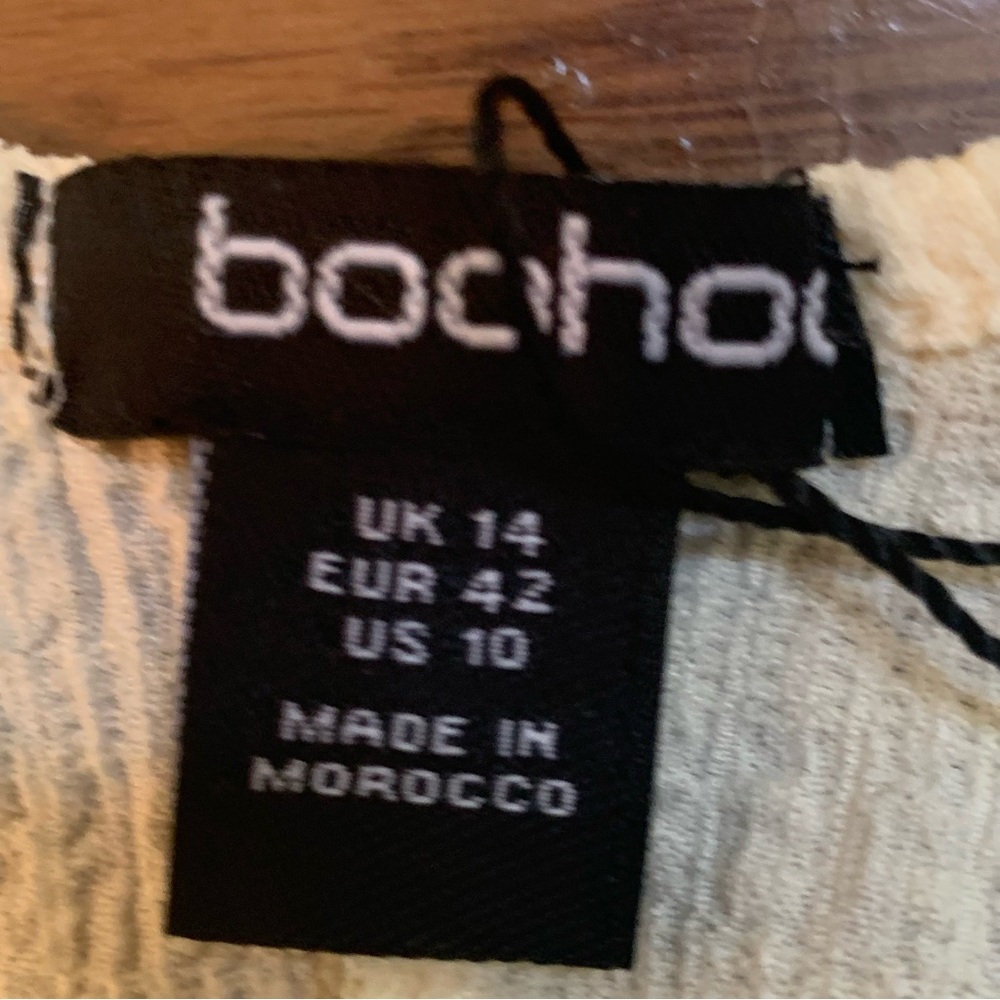 boohoo
UK 14
EUR 42
US 10
MADE IN
MOROCCO